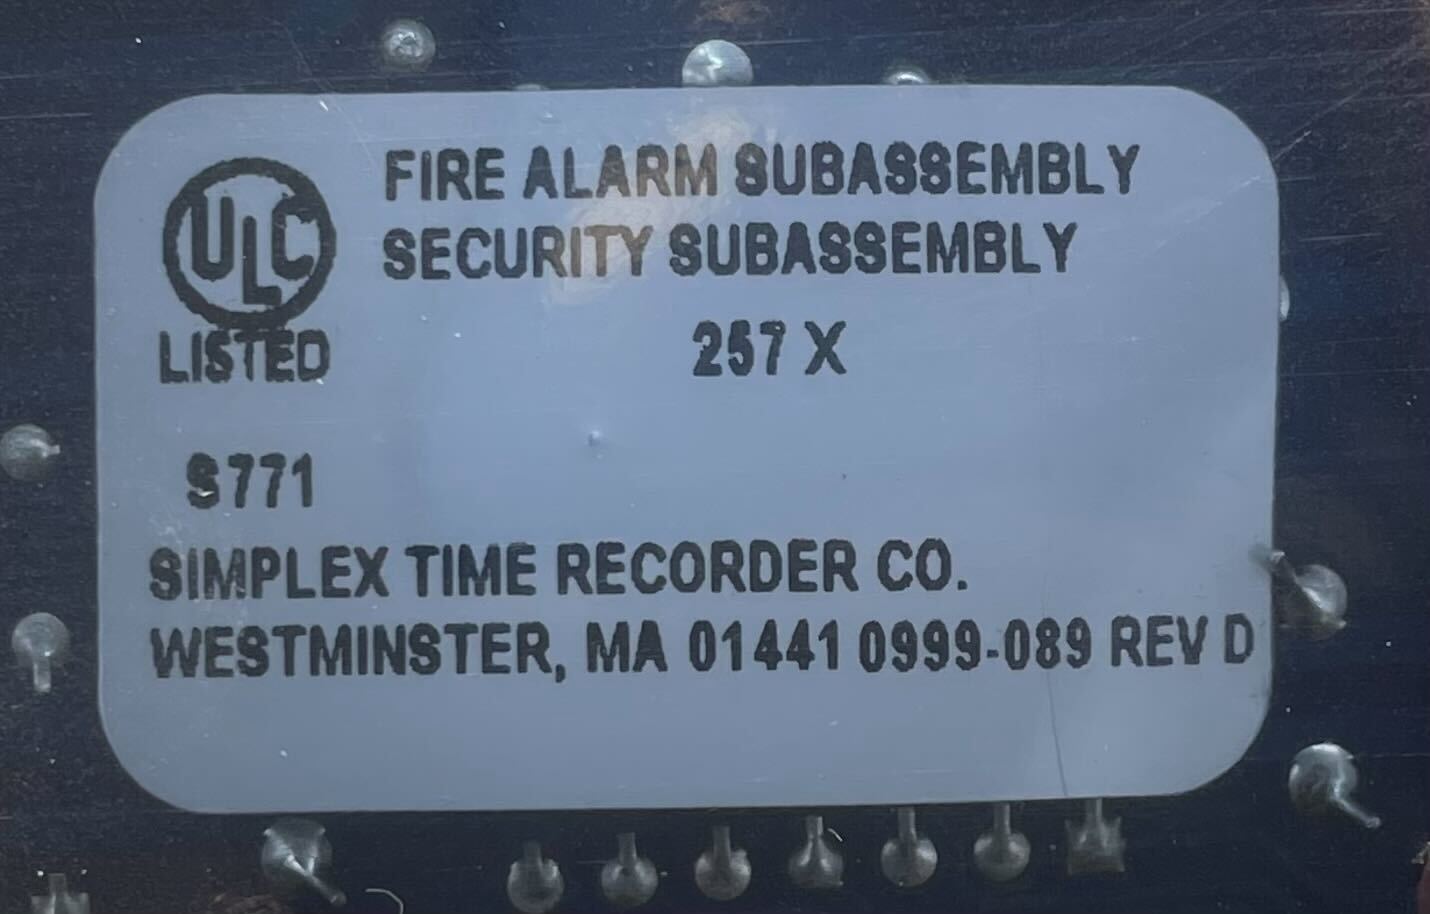 FIRE ALARM SUBASSEMBLY
SECURITY SUBASSEMBLY
ULC
LISTED
257 X
S771
SIMPLEX TIME RECORDER CO.
WESTMINSTER, MA 01441 0999-089 REV D